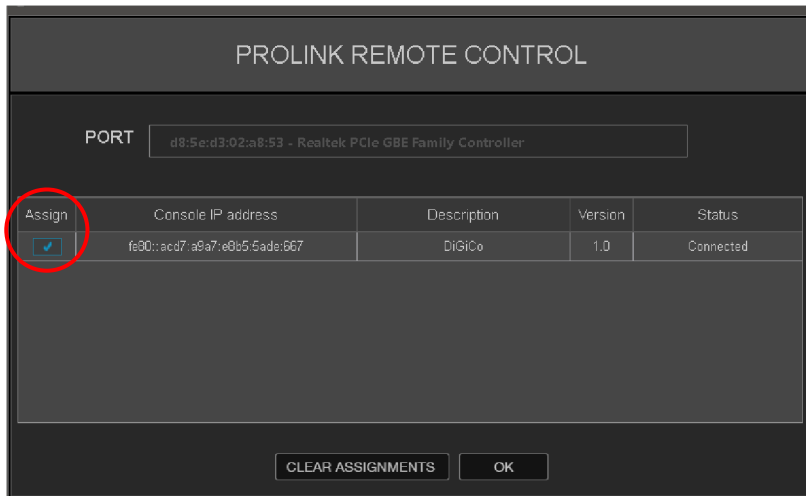 PROLINK REMOTE CONTROL
PORT d8:5e:d3:02:a8:53 - Realtek PCIe GBE Family Controller
Assign Console IP address Description Version Status
fe80::acd7:a9a7:e8b5:5ade:667 DiGiCo 1.0 Connected
CLEAR ASSIGNMENTS OK